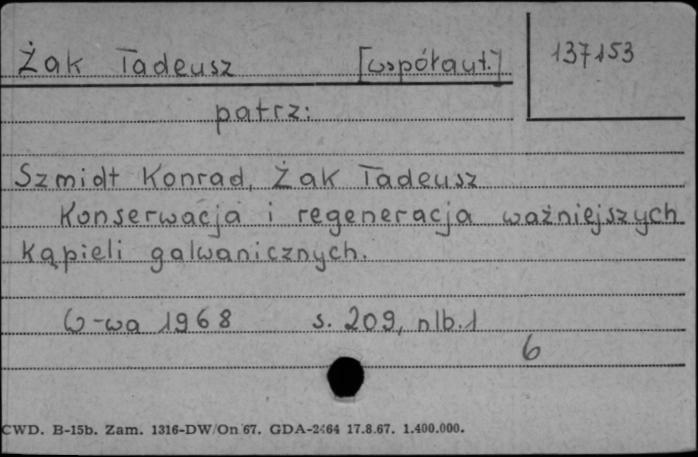 Żak Tadeusz [współaut.]
137153
patrz:
Szmidt Konrad, Żak Tadeusz
Konserwacja i regeneracja ważniejszych
kąpieli galwanicznych.
W-wa 1968 s. 209, nlb. 1
6
CWD. B-15b. Zam. 1316-DW/On 67. GDA-2464 17.8.67. 1.400.000.